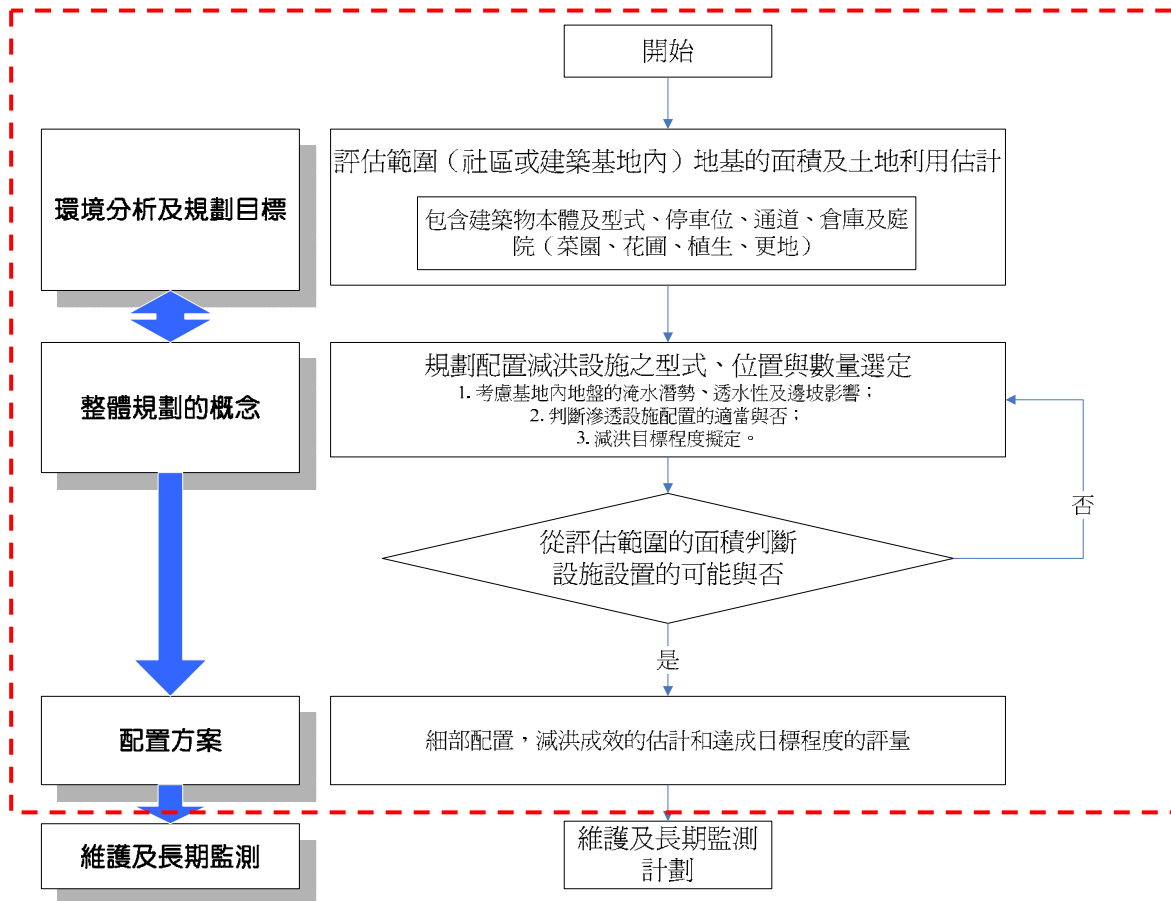 開始
環境分析及規劃目標
評估範圍（社區或建築基地內）地基的面積及土地利用估計
包含建築物本體及型式、停車位、通道、倉庫及庭
院（菜園、花圃、植生、更地）
整體規劃的概念
規劃配置減洪設施之型式、位置與數量選定
1. 考慮基地內地盤的淹水潛勢、透水性及邊坡影響；
2. 判斷滲透設施配置的適當與否；
3. 減洪目標程度擬定。
否
從評估範圍的面積判斷
設施設置的可能與否
是
配置方案
細部配置，減洪成效的估計和達成目標程度的評量
維護及長期監測
維護及長期監測
計劃